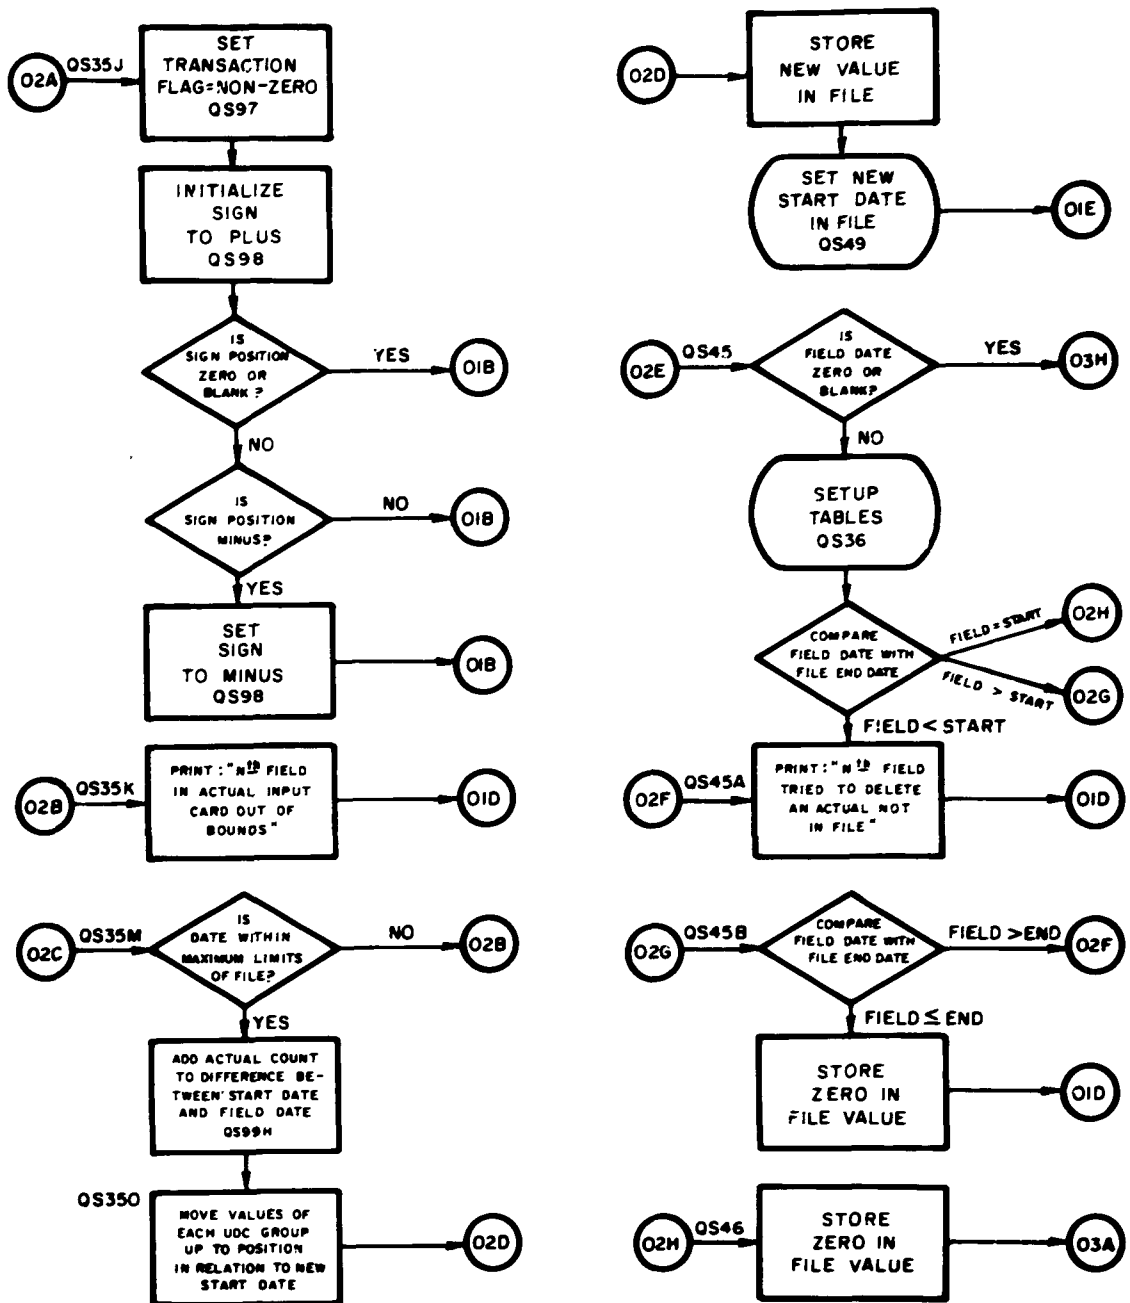 O2A
QS35J
SET
TRANSACTION
FLAG=NON-ZERO
QS97
INITIALIZE
SIGN
TO PLUS
QS98
IS
SIGN POSITION
ZERO OR
BLANK?
YES
O1B
NO
IS
SIGN POSITION
MINUS?
NO
O1B
YES
SET
SIGN
TO MINUS
QS98
O1B
O2B
QS35K
PRINT: "Nth FIELD
IN ACTUAL INPUT
CARD OUT OF
BOUNDS"
O1D
O2C
QS35M
IS
DATE WITHIN
MAXIMUM LIMITS
OF FILE?
NO
O2B
YES
ADD ACTUAL COUNT
TO DIFFERENCE BE-
TWEEN'START DATE
AND FIELD DATE
QS99H
QS35O
MOVE VALUES OF
EACH UDC GROUP
UP TO POSITION
IN RELATION TO NEW
START DATE
O2D
O2D
STORE
NEW VALUE
IN FILE
SET NEW
START DATE
IN FILE
QS49
O1E
O2E
QS45
IS
FIELD DATE
ZERO OR
BLANK?
YES
O3H
NO
SETUP
TABLES
QS36
COMPARE
FIELD DATE WITH
FILE END DATE
FIELD=START
O2H
FIELD > START
O2G
FIELD < START
O2F
QS45A
PRINT: "Nth FIELD
TRIED TO DELETE
AN ACTUAL NOT
IN FILE"
O1D
O2G
QS45B
COMPARE
FIELD DATE WITH
FILE END DATE
FIELD >END
O2F
FIELD ≤ END
STORE
ZERO IN
FILE VALUE
O1D
O2H
QS46
STORE
ZERO IN
FILE VALUE
O3A